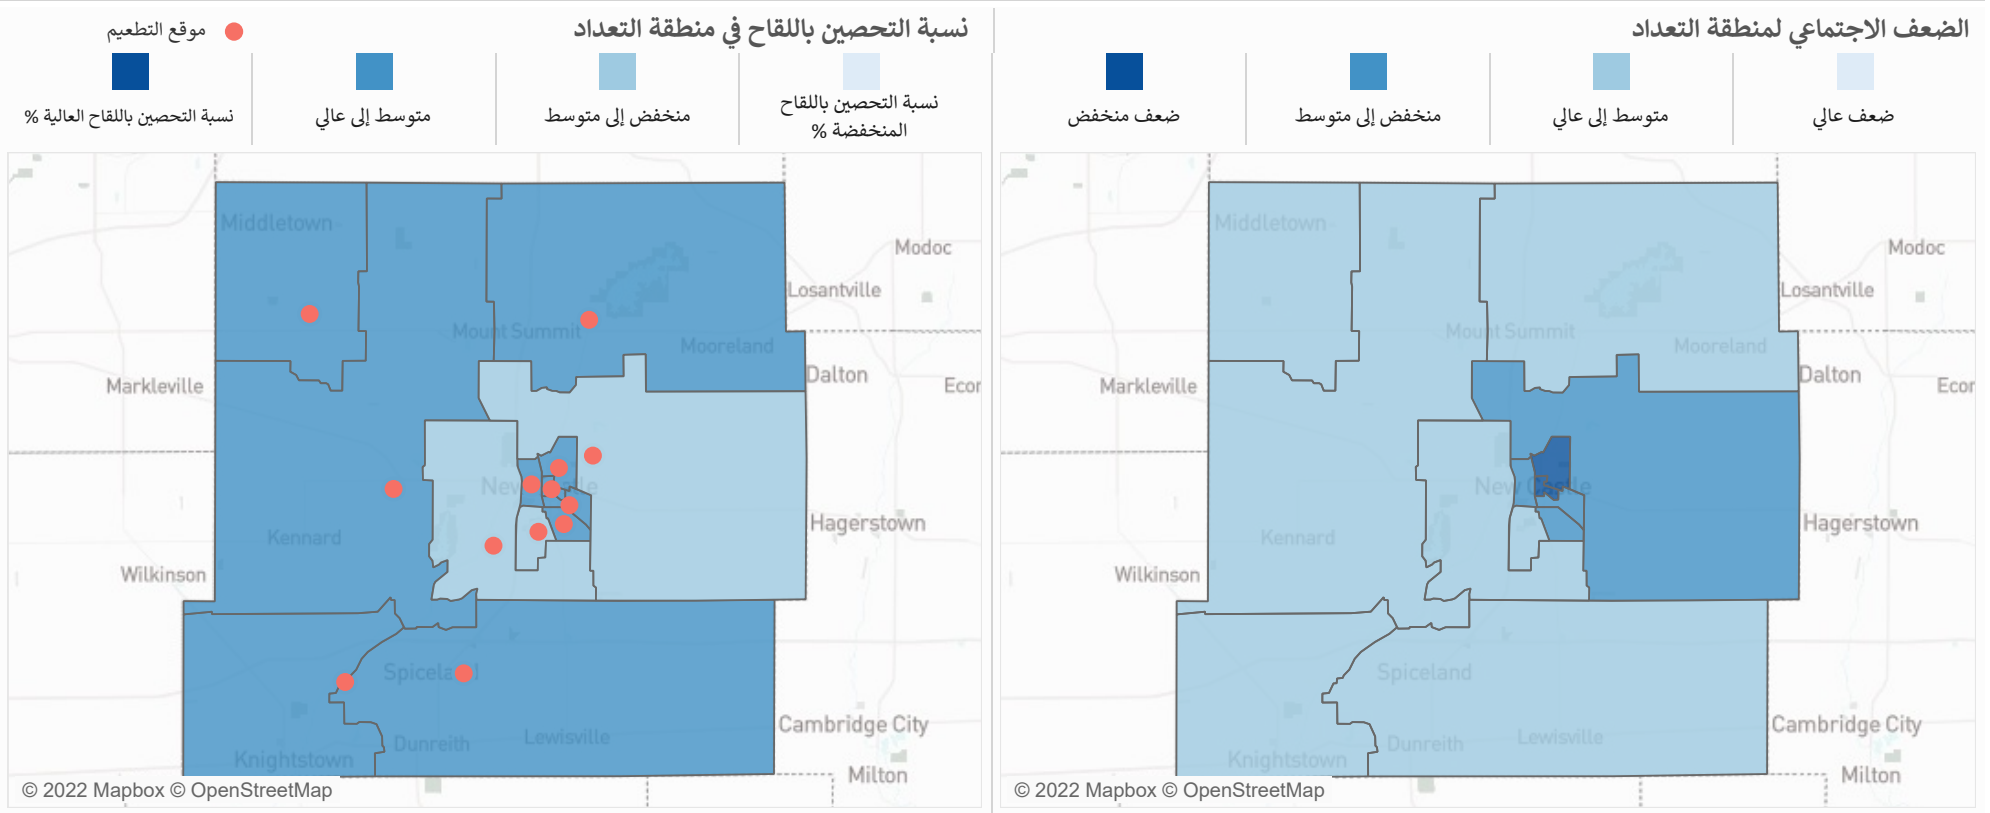 الضعف الاجتماعي لمنطقة التعداد
ضعف عالي
متوسط إلى عالي
منخفض إلى متوسط
ضعف منخفض
Middletown
Modoc
Losantville
Mount Summit
Mooreland
Dalton
Markleville
Econ
New Castle
Hagerstown
Kennard
Wilkinson
Spiceland
Cambridge City
Lewisville
Dunreith
Knightstown
Milton
© 2022 Mapbox © OpenStreetMap
نسبة التحصين باللقاح في منطقة التعداد
موقع التطعيم
نسبة التحصين باللقاح
المنخفضة %
منخفض إلى متوسط
متوسط إلى عالي
نسبة التحصين باللقاح العالية %
Middletown
Modoc
Losantville
Mount Summit
Mooreland
Dalton
Markleville
Econ
Hagerstown
Kennard
Wilkinson
Spiceland
Cambridge City
Lewisville
Dunreith
Knightstown
Milton
© 2022 Mapbox © OpenStreetMap